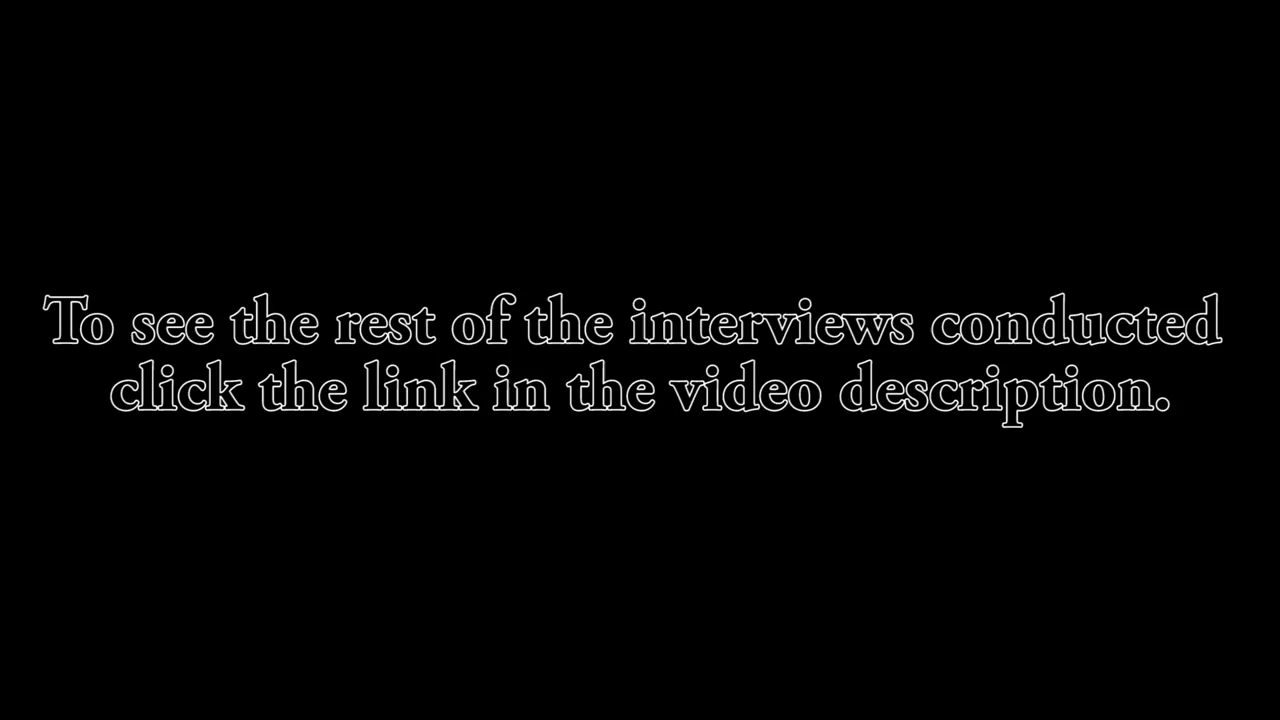 To see the rest of the interviews conducted
click the link in the video description.